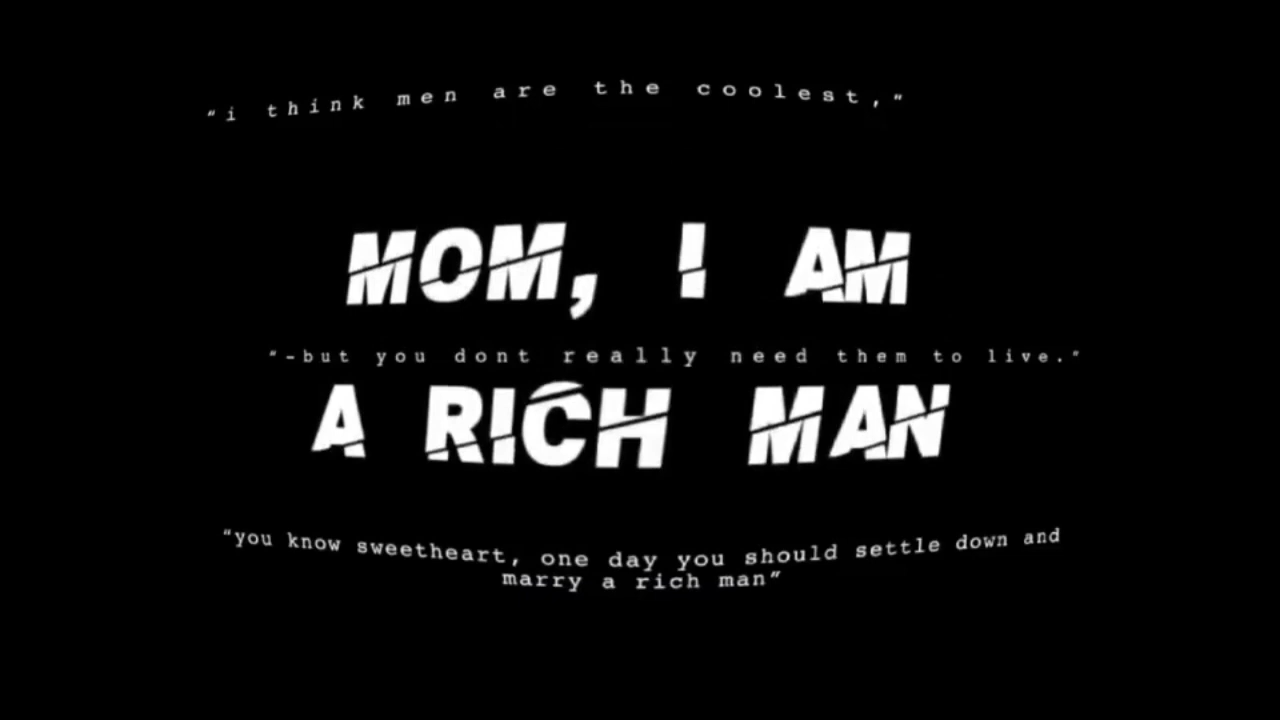 "i think men are the coolest,"
MOM, I AM
"-but you dont really need them to live."
A RICH MAN
"you know sweetheart, one day you should settle down and
marry a rich man"